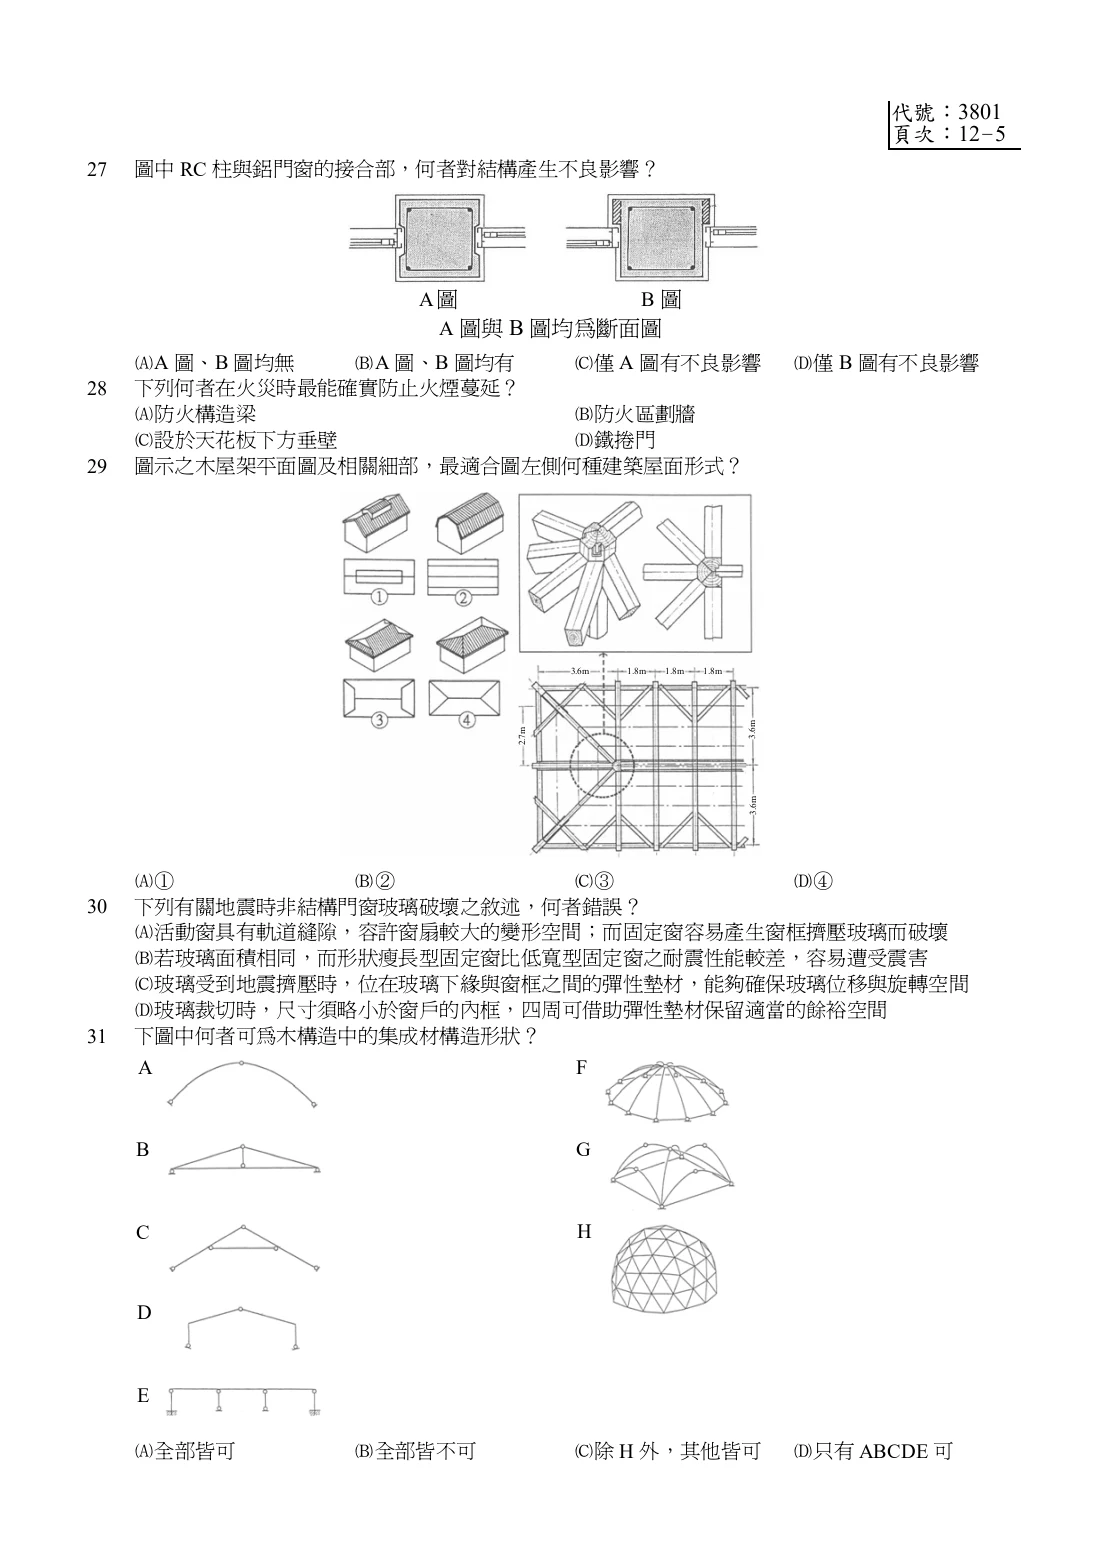 代號：3801
頁次：12－5
27 圖中 RC 柱與鋁門窗的接合部，何者對結構產生不良影響？
A圖 B 圖
A 圖與 B 圖均為斷面圖
(A)A 圖、B 圖均無 (B)A 圖、B 圖均有 (C)僅 A 圖有不良影響 (D)僅 B 圖有不良影響
28 下列何者在火災時最能確實防止火煙蔓延？
(A)防火構造梁 (B)防火區劃牆
(C)設於天花板下方垂壁 (D)鐵捲門
29 圖示之木屋架平面圖及相關細部，最適合圖左側何種建築屋面形式？
① ②
3.6m 1.8m 1.8m 1.8m
③ ④
2.7m
3.6m
3.6m
(A)① (B)② (C)③ (D)④
30 下列有關地震時非結構門窗玻璃破壞之敘述，何者錯誤？
(A)活動窗具有軌道縫隙，容許窗扇較大的變形空間；而固定窗容易產生窗框擠壓玻璃而破壞
(B)若玻璃面積相同，而形狀瘦長型固定窗比低寬型固定窗之耐震性能較差，容易遭受震害
(C)玻璃受到地震擠壓時，位在玻璃下緣與窗框之間的彈性墊材，能夠確保玻璃位移與旋轉空間
(D)玻璃裁切時，尺寸須略小於窗戶的內框，四周可借助彈性墊材保留適當的餘裕空間
31 下圖中何者可為木構造中的集成材構造形狀？
A F
B G
C H
D
E
(A)全部皆可 (B)全部皆不可 (C)除 H 外，其他皆可 (D)只有 ABCDE 可